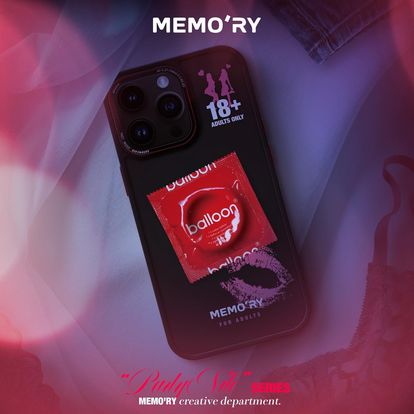 MEMO'RY
18+
ADULTS ONLY
balloon
balloon
balloon
MEMO'RY
FOR ADULTS
SERIES
MEMO'RY creative department.